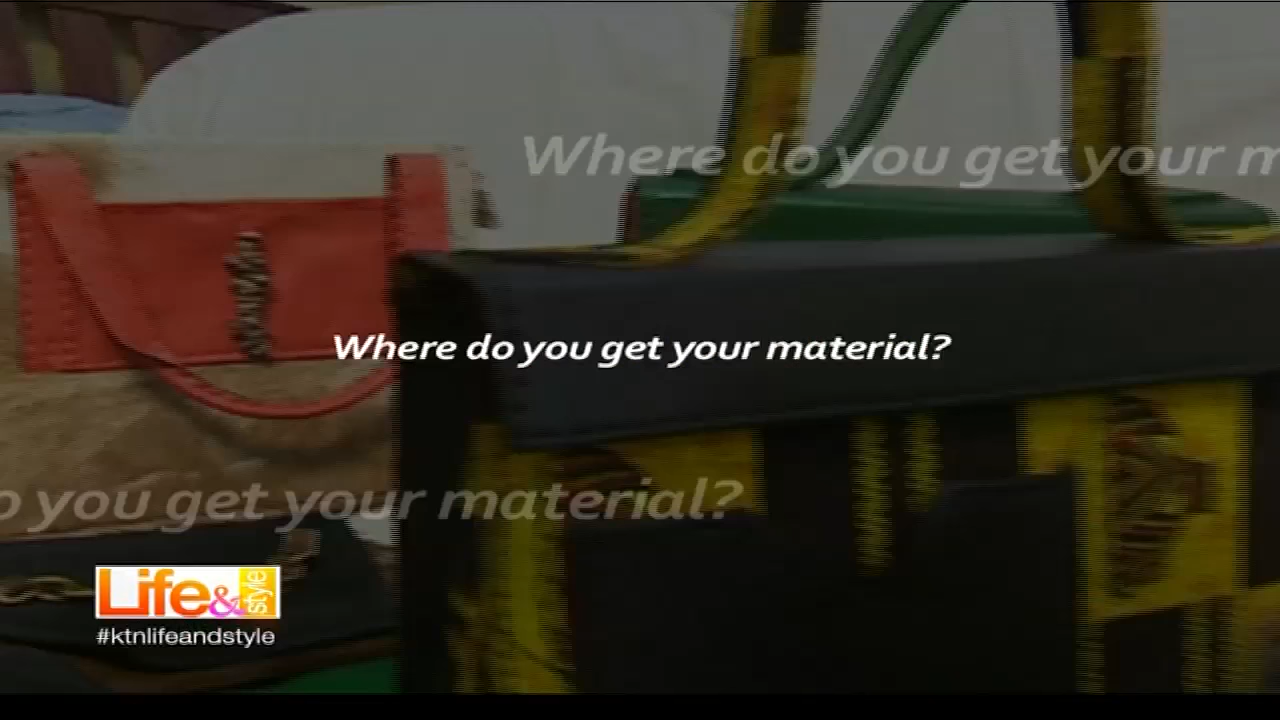 Where do you get your m
Where do you get your material?
o you get your material?
Life& style
#ktnlifeandstyle